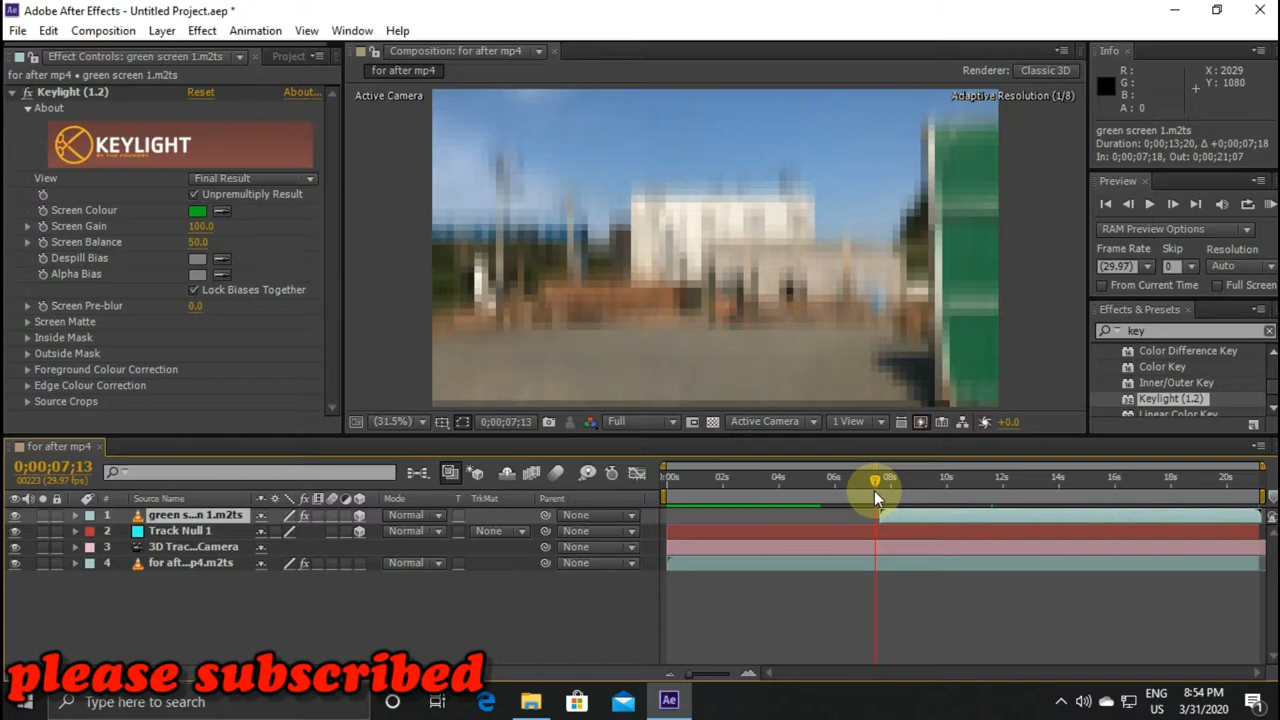 Adobe After Effects - Untitled Project.aep *
File Edit Composition Layer Effect Animation View Window Help
Effect Controls: green screen 1.m2ts Project
for after mp4 • green screen 1.m2ts
Keylight (1.2) Reset About...
About
KEYLIGHT
BY THE FOUNDRY
View Final Result
Unpremultiply Result
Screen Colour
Screen Gain 100.0
Screen Balance 50.0
Despill Bias
Alpha Bias
Lock Biases Together
Screen Pre-blur 0.0
Screen Matte
Inside Mask
Outside Mask
Foreground Colour Correction
Edge Colour Correction
Source Crops
Composition: for after mp4
for after mp4
Renderer: Classic 3D
Active Camera
Adaptive Resolution (1/8)
(31.5%) 0;00;07;13 Full Active Camera 1 View +0.0
Info
R: X: 2029
G: Y: 1080
B:
A: 0
green screen 1.m2ts
Duration: 0;00;13;20, Δ +0;00;07;18
In: 0;00;07;18, Out: 0;00;21;07
Preview
RAM Preview Options
Frame Rate Skip Resolution
(29.97) 0 Auto
From Current Time Full Screen
Effects & Presets
key
Color Difference Key
Color Key
Inner/Outer Key
Keylight (1.2)
Linear Color Key
for after mp4
0;00;07;13
00223 (29.97 fps)
:00s 02s 04s 06s 08s 10s 12s 14s 16s 18s 20s
# Source Name Mode T TrkMat Parent
1 green s...n 1.m2ts Normal None
2 Track Null 1 Normal None None
3 3D Trac...Camera None
4 for aft...p4.m2ts Normal None None
please subscribed
Type here to search
ENG
US
8:54 PM
3/31/2020
1